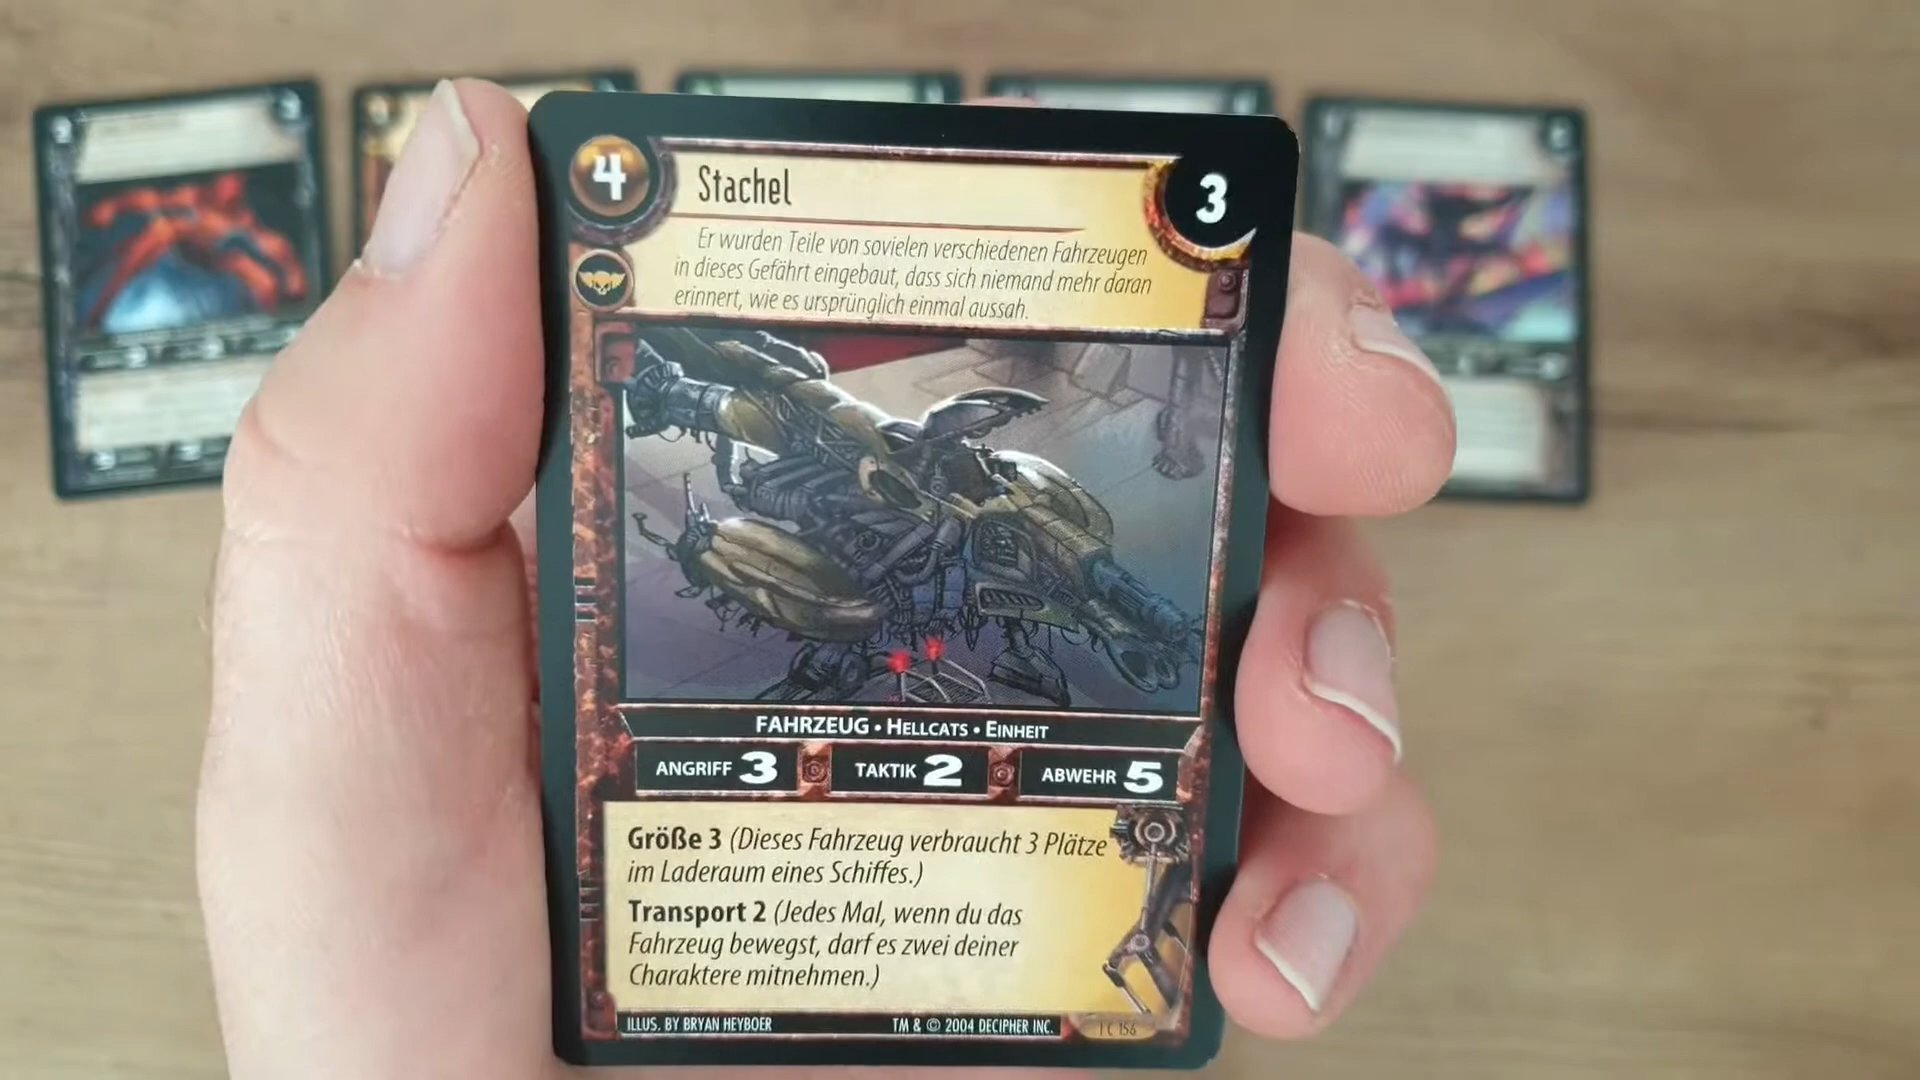 4
Stachel
3
Er wurden Teile von sovielen verschiedenen Fahrzeugen
in dieses Gefährt eingebaut, dass sich niemand mehr daran
erinnert, wie es ursprünglich einmal aussah.
FAHRZEUG • HELLCATS • EINHEIT
ANGRIFF 3 TAKTIK 2 ABWEHR 5
Größe 3 (Dieses Fahrzeug verbraucht 3 Plätze
im Laderaum eines Schiffes.)
Transport 2 (Jedes Mal, wenn du das
Fahrzeug bewegst, darf es zwei deiner
Charaktere mitnehmen.)
ILLUS. BY BRYAN HEYBOER TM & © 2004 DECIPHER INC. 1 C 156